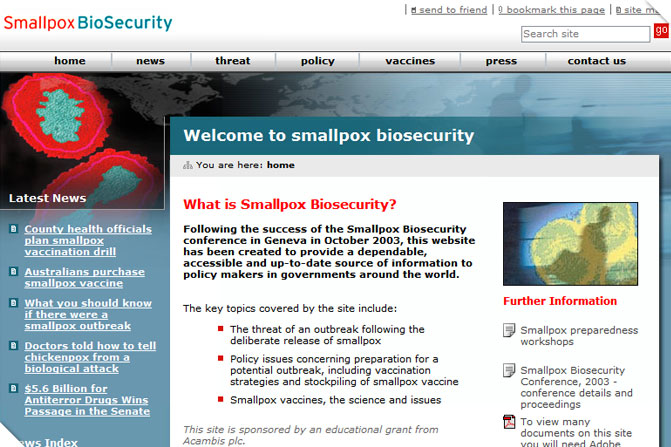 send to friend | bookmark this page | site
Smallpox BioSecurity
Search site go
home news threat policy vaccines press contact us
Welcome to smallpox biosecurity
You are here: home
Latest News
County health officials
plan smallpox
vaccination drill
Australians purchase
smallpox vaccine
What you should know
if there were a
smallpox outbreak
Doctors told how to tell
chickenpox from a
biological attack
$5.6 Billion for
Antiterror Drugs Wins
Passage in the Senate
News Index
What is Smallpox Biosecurity?
Following the success of the Smallpox Biosecurity
conference in Geneva in October 2003, this website
has been created to provide a dependable,
accessible and up-to-date source of information to
policy makers in governments around the world.
The key topics covered by the site include:
The threat of an outbreak following the
deliberate release of smallpox
Policy issues concerning preparation for a
potential outbreak, including vaccination
strategies and stockpiling of smallpox vaccine
Smallpox vaccines, the science and issues
This site is sponsored by an educational grant from
Acambis plc.
Further Information
Smallpox preparedness
workshops
Smallpox Biosecurity
Conference, 2003 -
conference details and
proceedings
To view many
documents on this site
you will need Adobe